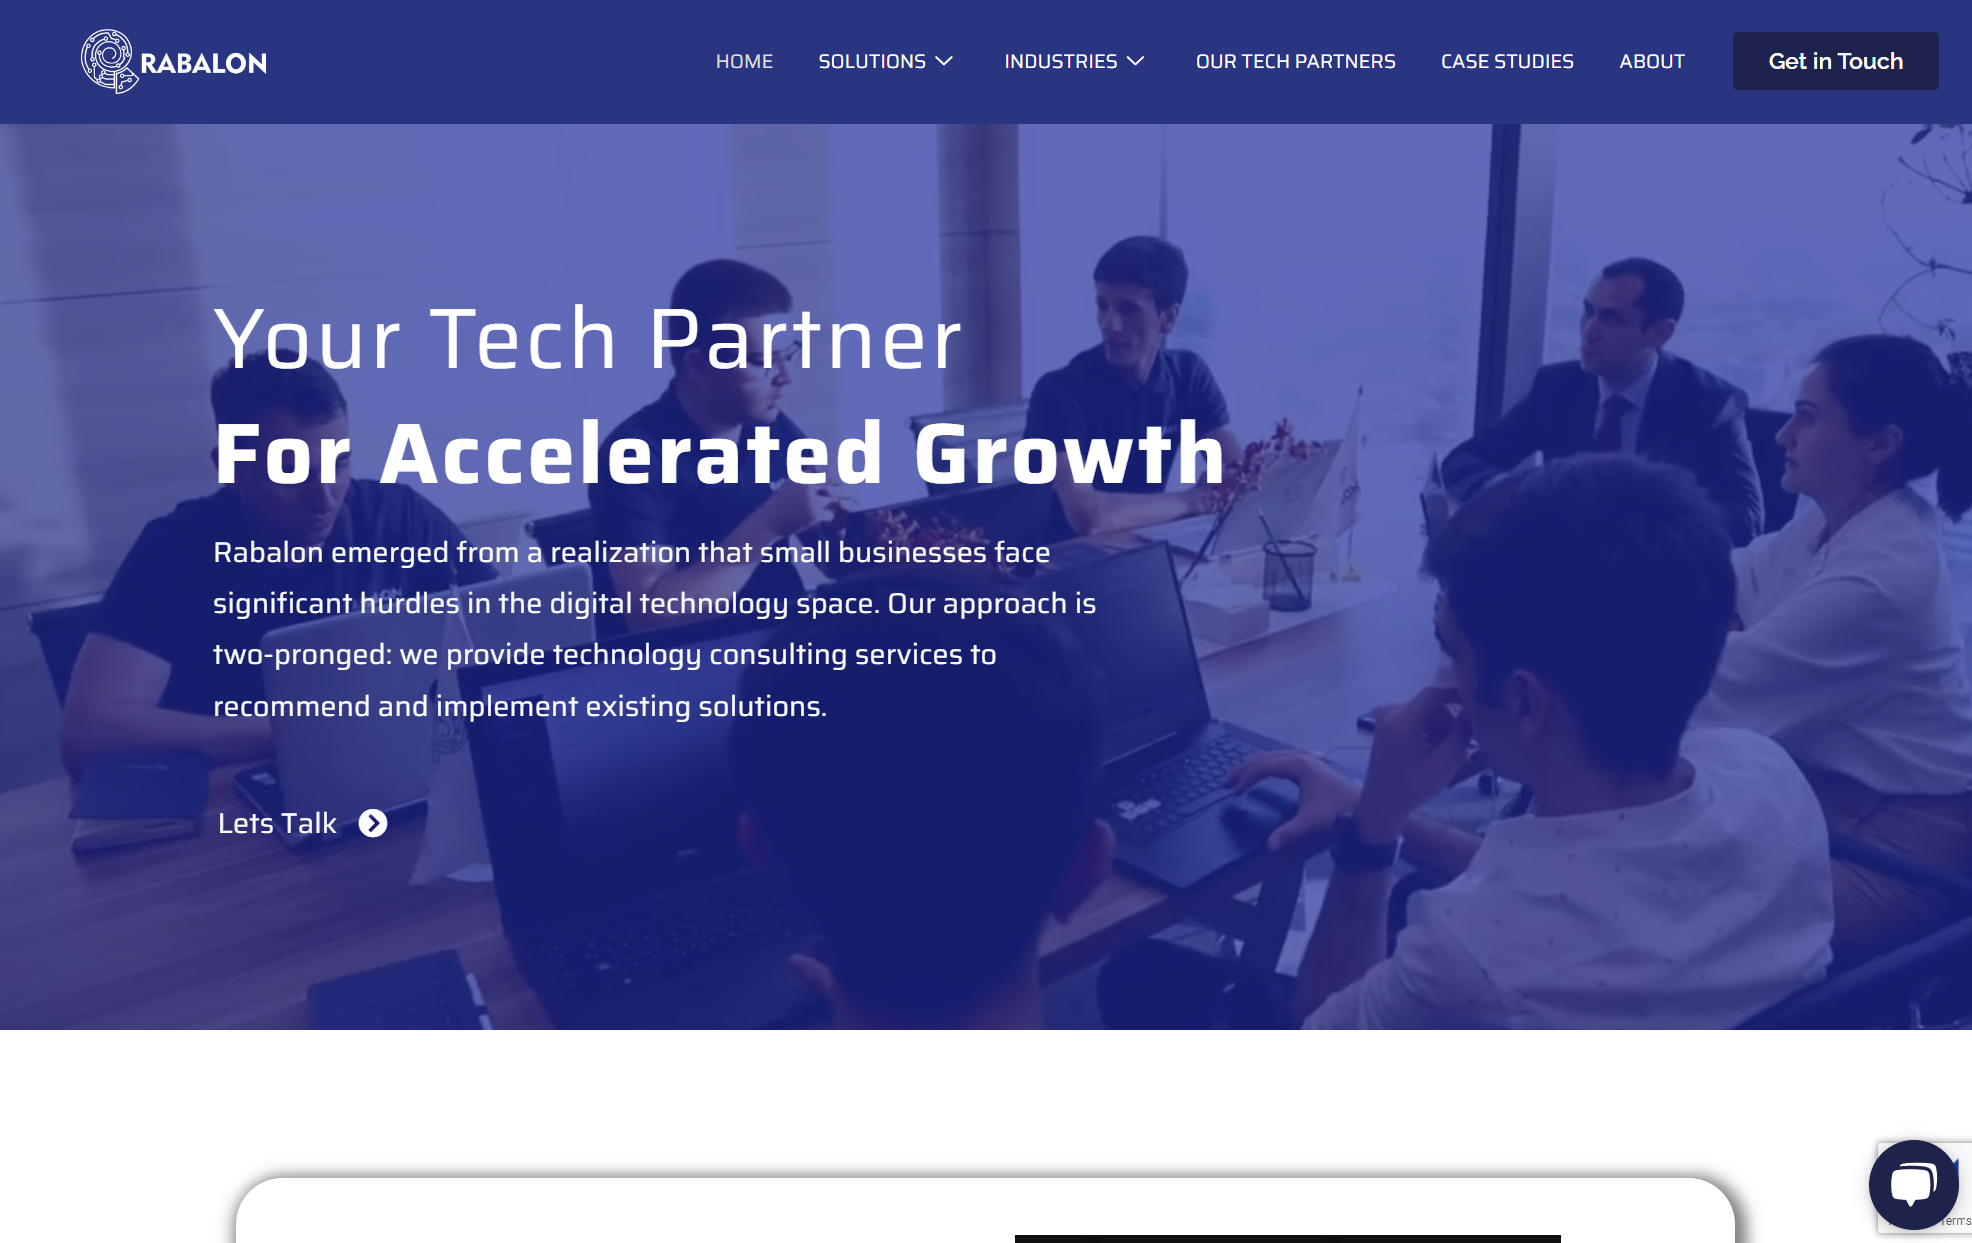 RABALON
HOME
SOLUTIONS
INDUSTRIES
OUR TECH PARTNERS
CASE STUDIES
ABOUT
Get in Touch
Your Tech Partner
For Accelerated Growth
Rabalon emerged from a realization that small businesses face
significant hurdles in the digital technology space. Our approach is
two-pronged: we provide technology consulting services to
recommend and implement existing solutions.
Lets Talk